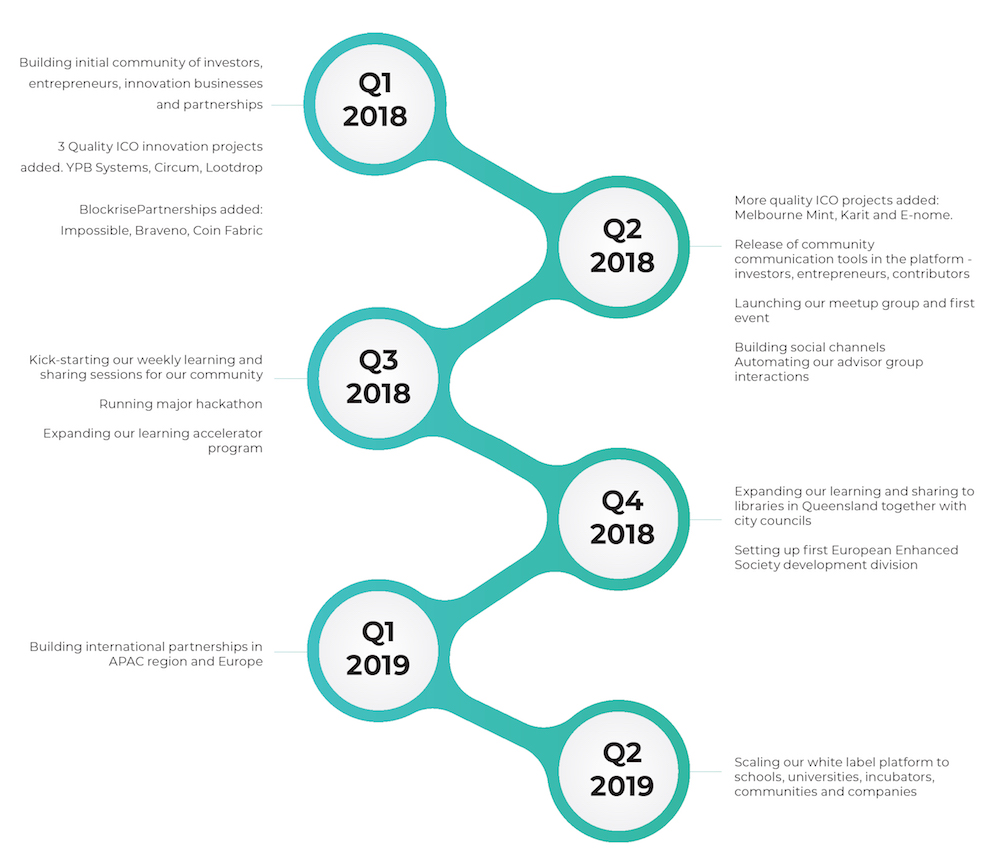 Q1
2018
Building initial community of investors,
entrepreneurs, innovation businesses
and partnerships
3 Quality ICO innovation projects
added. YPB Systems, Circum, Lootdrop
BlockrisePartnerships added:
Impossible, Braveno, Coin Fabric
Q2
2018
More quality ICO projects added:
Melbourne Mint, Karit and E-nome.
Release of community
communication tools in the platform -
investors, entrepreneurs, contributors
Launching our meetup group and first
event
Building social channels
Automating our advisor group
interactions
Q3
2018
Kick-starting our weekly learning and
sharing sessions for our community
Running major hackathon
Expanding our learning accelerator
program
Q4
2018
Expanding our learning and sharing to
libraries in Queensland together with
city councils
Setting up first European Enhanced
Society development division
Q1
2019
Building international partnerships in
APAC region and Europe
Q2
2019
Scaling our white label platform to
schools, universities, incubators,
communities and companies